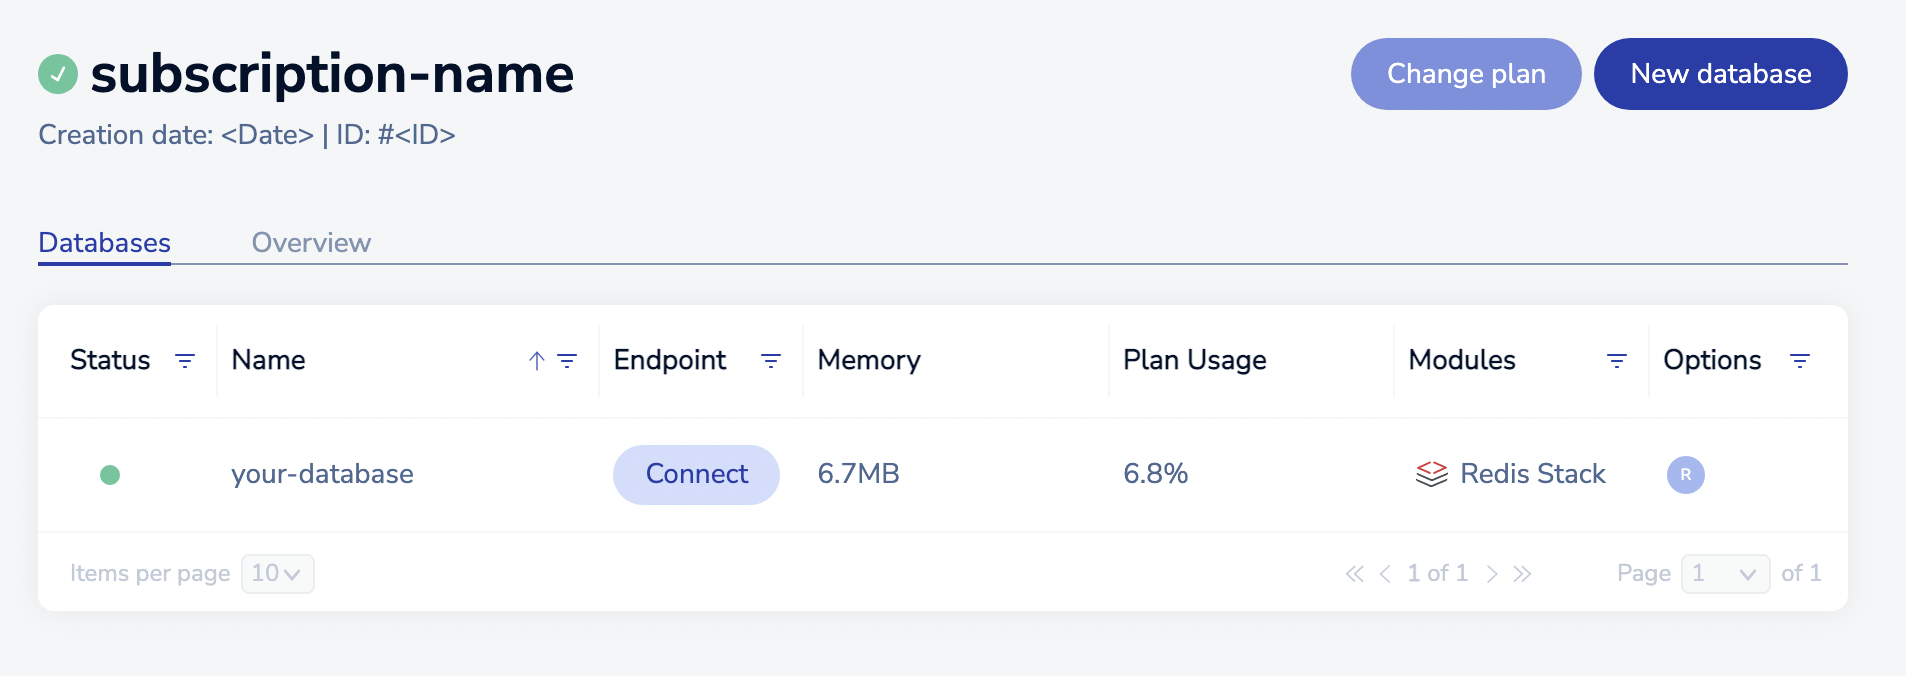 subscription-name
Change plan
New database
Creation date: <Date> | ID: #<ID>
Databases
Overview
Status Name Endpoint Memory Plan Usage Modules Options
your-database Connect 6.7MB 6.8% Redis Stack R
Items per page 10 1 of 1 Page 1 of 1